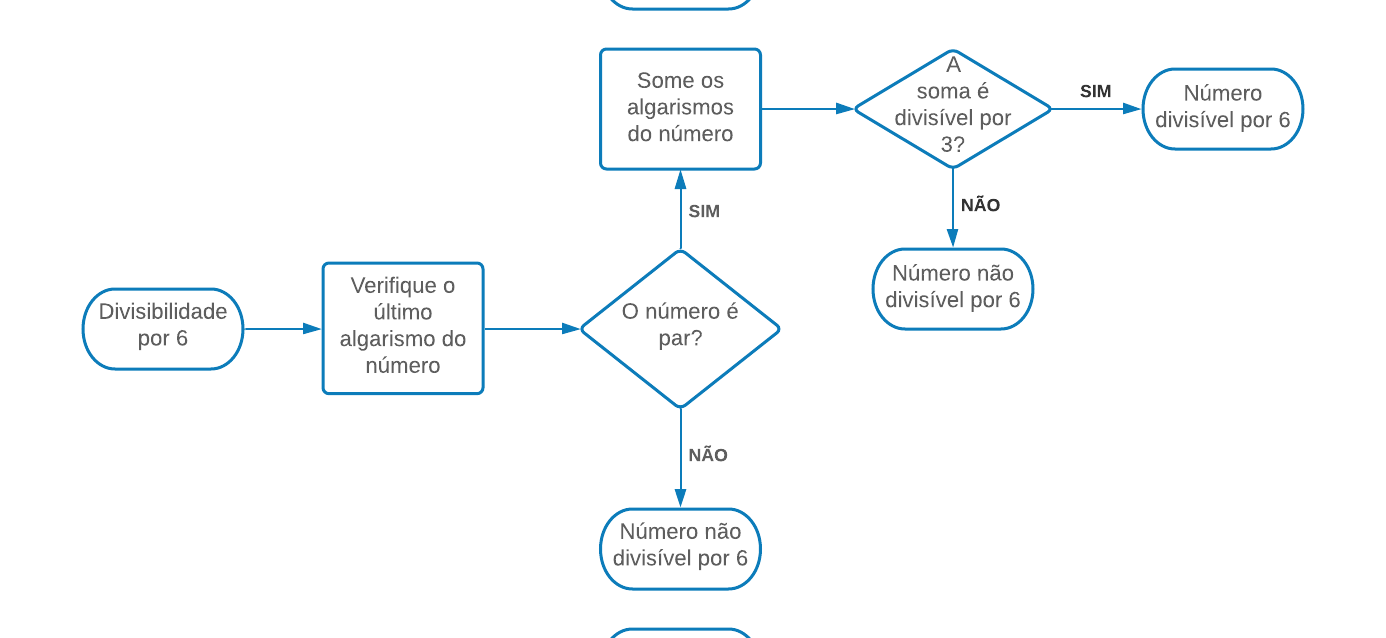 Divisibilidade
por 6
Verifique o
último
algarismo do
número
O número é
par?
SIM
Some os
algarismos
do número
A
soma é
divisível por
3?
SIM
Número
divisível por 6
NÃO
Número não
divisível por 6
NÃO
Número não
divisível por 6